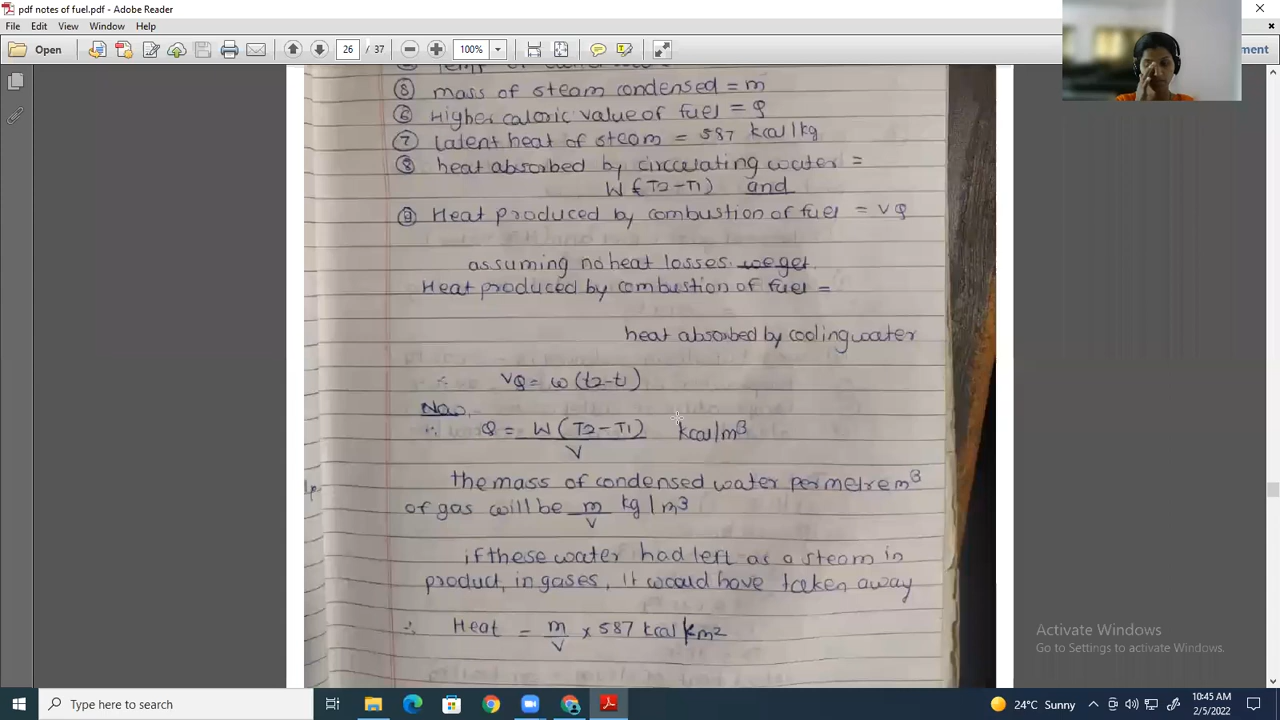 pdf notes of fuel.pdf - Adobe Reader
File Edit View Window Help
Open 26 / 37 100% ment
⑤ mass of steam condensed = m
⑥ Higher caloric value of fuel = Q
⑦ latent heat of steam = 587 kcal/kg
⑧ heat absorbed by circulating water =
W (T2-T1) and
⑨ Heat produced by combustion of fuel = VQ
assuming no heat losses. we get
Heat produced by combustion of fuel =
heat absorbed by cooling water
∴ VQ = w(t2-t)
Now,
∴ Q = W (T2-T1) kcal/m3
V
the mass of condensed water per metre m3
of gas will be m kg/m3
V
if these water had left as a steam in
product, in gases, it would have taken away
∴ Heat = m × 587 kcal/m2
V
Activate Windows
Go to Settings to activate Windows.
Type here to search
24°C Sunny
10:45 AM
2/5/2022